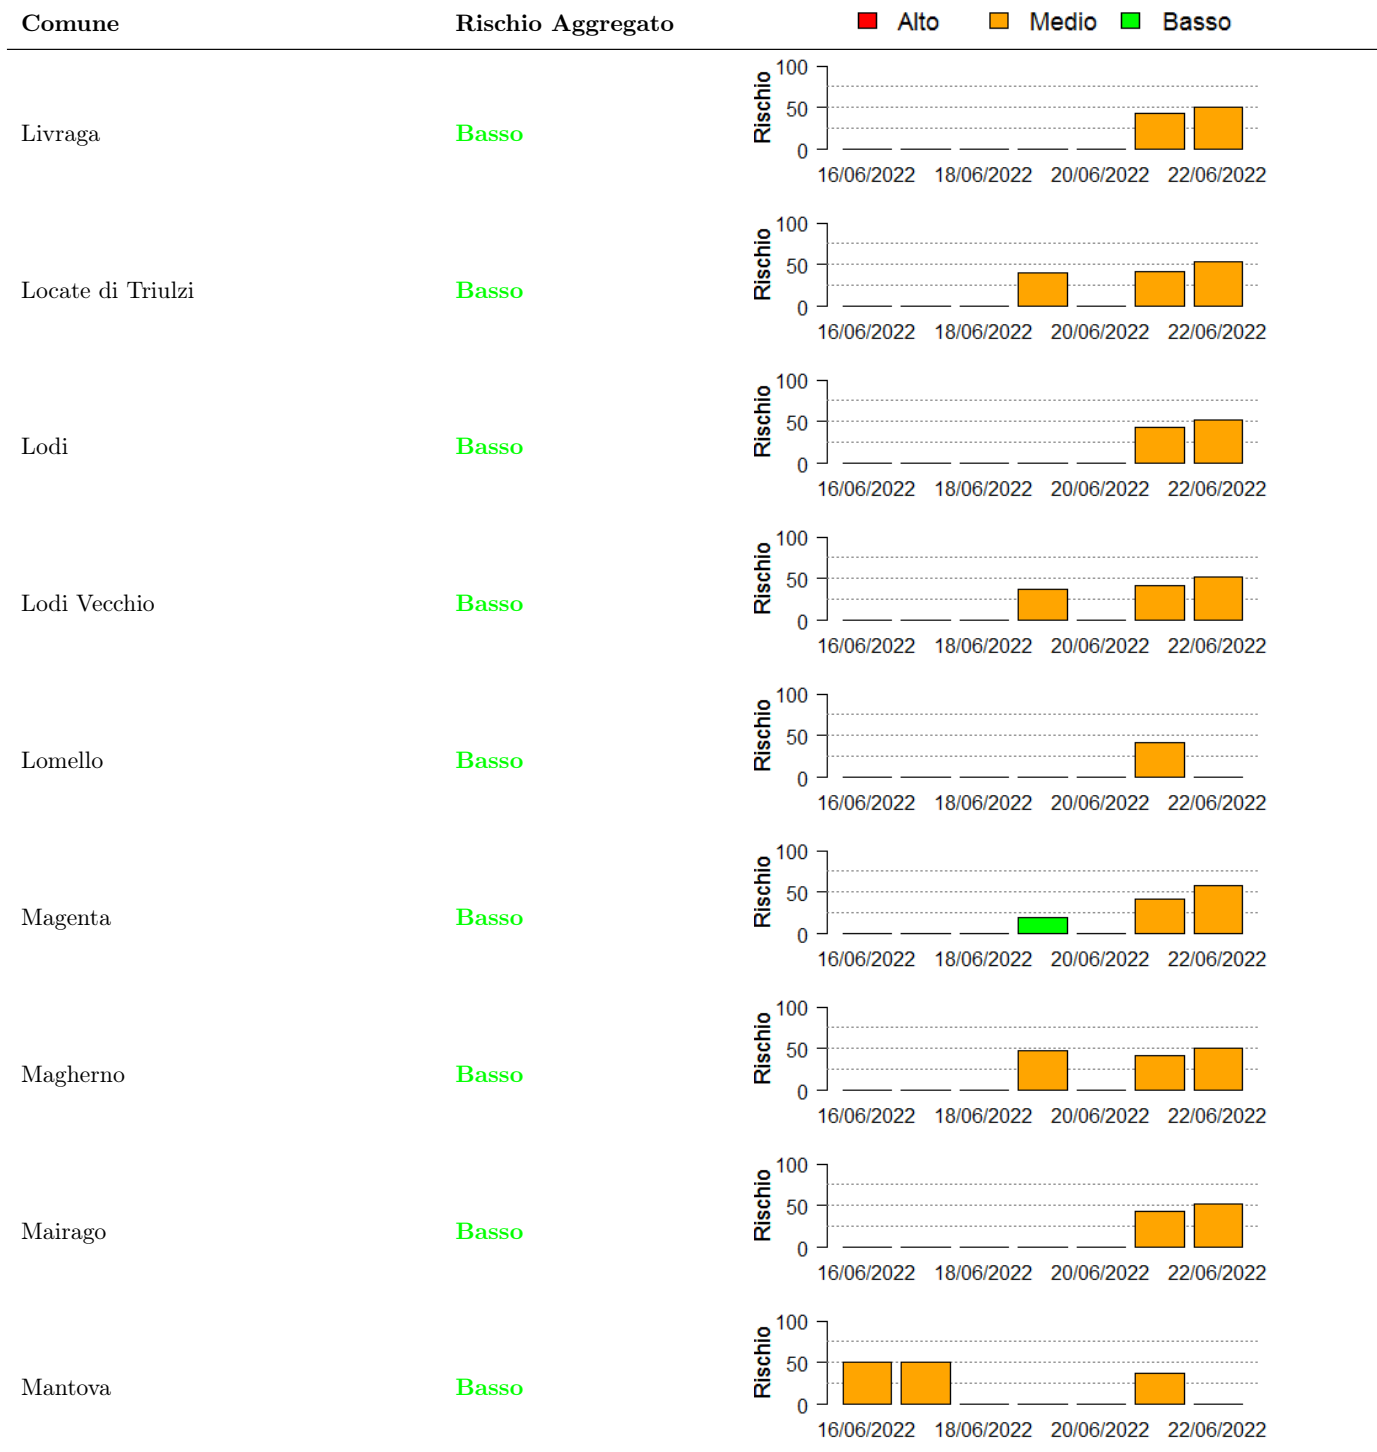 Comune Rischio Aggregato Alto Medio Basso
100
50
0
Rischio
Livraga Basso
16/06/2022 18/06/2022 20/06/2022 22/06/2022
100
50
0
Rischio
Locate di Triulzi Basso
16/06/2022 18/06/2022 20/06/2022 22/06/2022
100
50
0
Rischio
Lodi Basso
16/06/2022 18/06/2022 20/06/2022 22/06/2022
100
50
0
Rischio
Lodi Vecchio Basso
16/06/2022 18/06/2022 20/06/2022 22/06/2022
100
50
0
Rischio
Lomello Basso
16/06/2022 18/06/2022 20/06/2022 22/06/2022
100
50
0
Rischio
Magenta Basso
16/06/2022 18/06/2022 20/06/2022 22/06/2022
100
50
0
Rischio
Magherno Basso
16/06/2022 18/06/2022 20/06/2022 22/06/2022
100
50
0
Rischio
Mairago Basso
16/06/2022 18/06/2022 20/06/2022 22/06/2022
100
50
0
Rischio
Mantova Basso
16/06/2022 18/06/2022 20/06/2022 22/06/2022